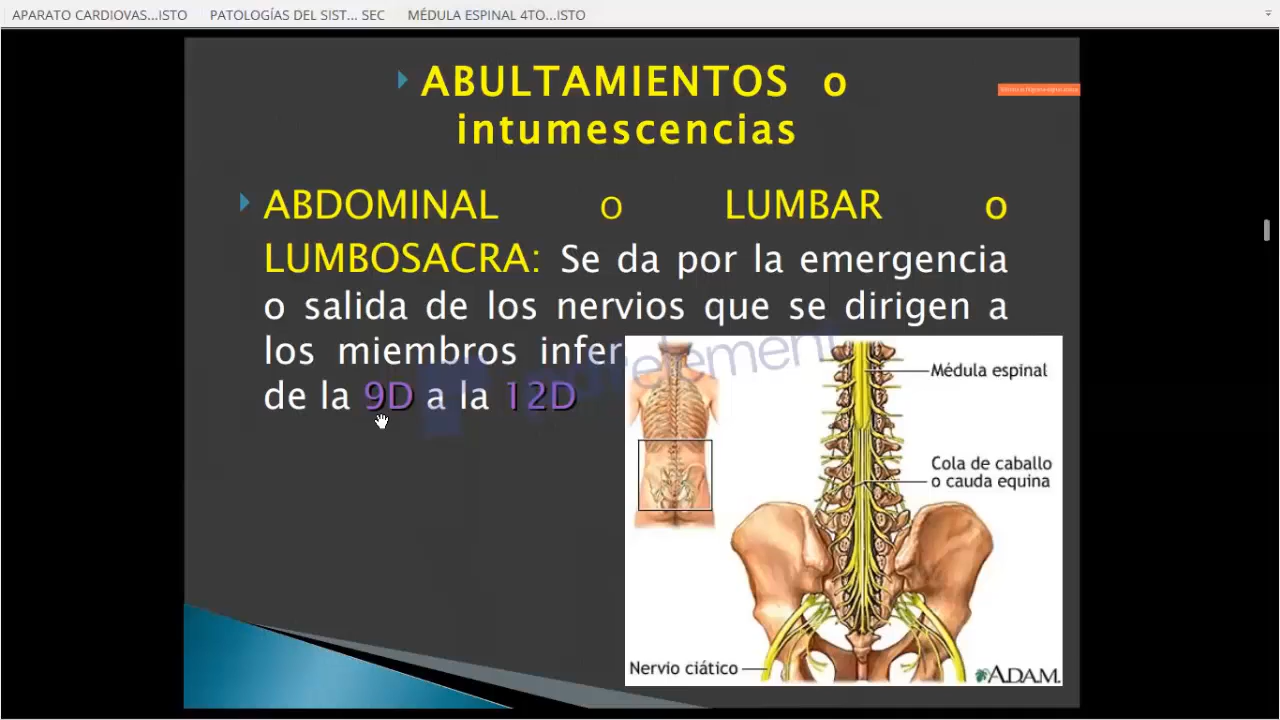 APARATO CARDIOVAS...ISTO
PATOLOGÍAS DEL SIST... SEC
MÉDULA ESPINAL 4TO...ISTO
ABULTAMIENTOS o
intumescencias
ABDOMINAL O LUMBAR o
LUMBOSACRA: Se da por la emergencia
o salida de los nervios que se dirigen a
los miembros infer
de la 9D a la 12D
Médula espinal
Cola de caballo
o cauda equina
Nervio ciático
ADAM.